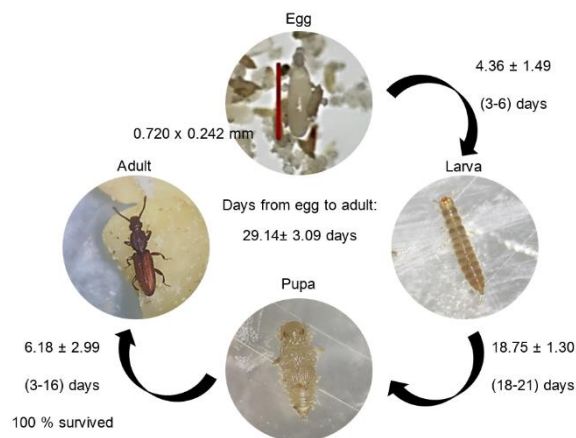 Egg
4.36 ± 1.49
(3-6) days
0.720 x 0.242 mm
Adult
Larva
Days from egg to adult:
29.14± 3.09 days
Pupa
6.18 ± 2.99
(3-16) days
100 % survived
18.75 ± 1.30
(18-21) days